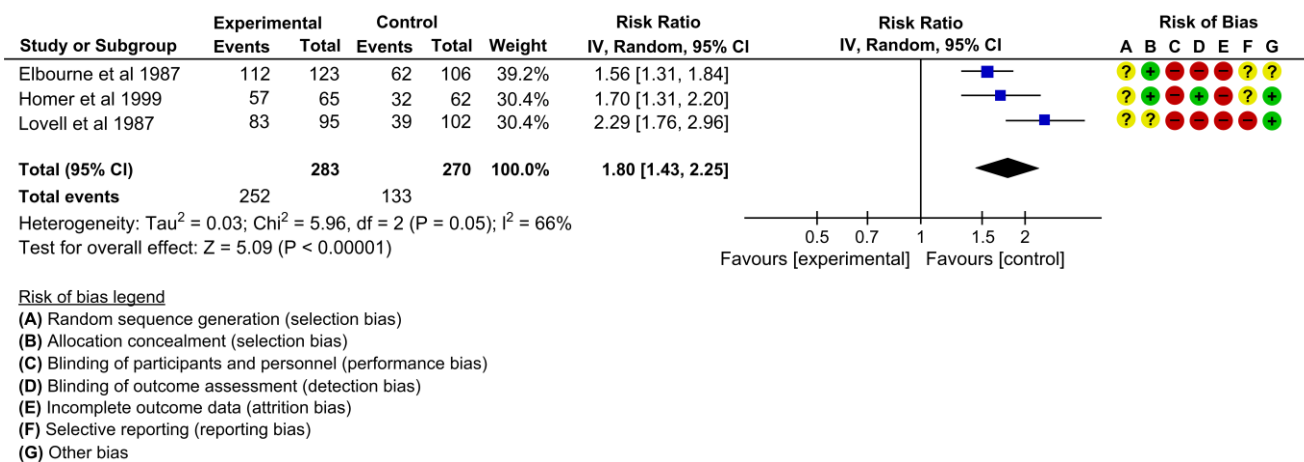 Experimental Control Risk Ratio Risk Ratio Risk of Bias
Study or Subgroup Events Total Events Total Weight IV, Random, 95% CI IV, Random, 95% CI A B C D E F G
Elbourne et al 1987 112 123 62 106 39.2% 1.56 [1.31, 1.84] ? + − − − ? ?
Homer et al 1999 57 65 32 62 30.4% 1.70 [1.31, 2.20] ? + − + − ? +
Lovell et al 1987 83 95 39 102 30.4% 2.29 [1.76, 2.96] ? ? − − − − +
Total (95% CI) 283 270 100.0% 1.80 [1.43, 2.25]
Total events 252 133
Heterogeneity: Tau² = 0.03; Chi² = 5.96, df = 2 (P = 0.05); I² = 66%
Test for overall effect: Z = 5.09 (P < 0.00001)
0.5 0.7 1 1.5 2
Favours [experimental] Favours [control]
Risk of bias legend
(A) Random sequence generation (selection bias)
(B) Allocation concealment (selection bias)
(C) Blinding of participants and personnel (performance bias)
(D) Blinding of outcome assessment (detection bias)
(E) Incomplete outcome data (attrition bias)
(F) Selective reporting (reporting bias)
(G) Other bias